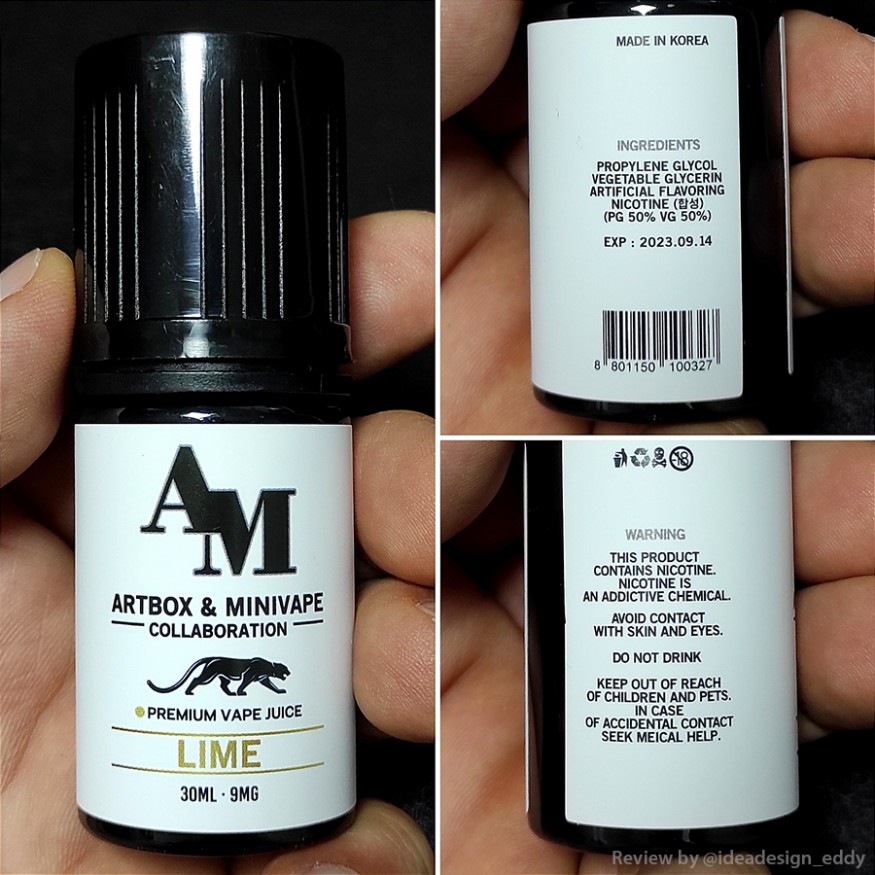 AM
ARTBOX & MINIVAPE
COLLABORATION
PREMIUM VAPE JUICE
LIME
30ML · 9MG
MADE IN KOREA
INGREDIENTS
PROPYLENE GLYCOL
VEGETABLE GLYCERIN
ARTIFICIAL FLAVORING
NICOTINE (합성)
(PG 50% VG 50%)
EXP : 2023.09.14
8 801150 100327
18
WARNING
THIS PRODUCT
CONTAINS NICOTINE.
NICOTINE IS
AN ADDICTIVE CHEMICAL.
AVOID CONTACT
WITH SKIN AND EYES.
DO NOT DRINK
KEEP OUT OF REACH
OF CHILDREN AND PETS.
IN CASE
OF ACCIDENTAL CONTACT
SEEK MEICAL HELP.
Review by @ideadesign_eddy